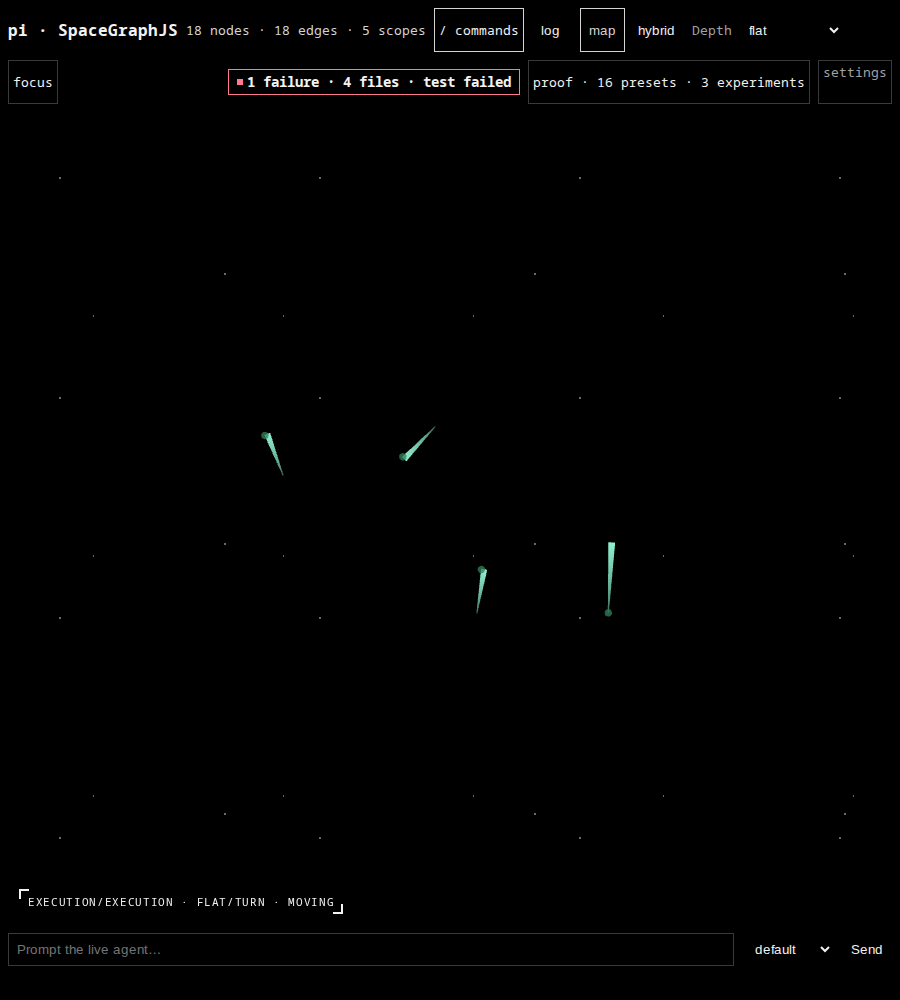 pi · SpaceGraphJS 18 nodes · 18 edges · 5 scopes / commands log map hybrid Depth flat
focus 1 failure · 4 files · test failed proof · 16 presets · 3 experiments settings
EXECUTION/EXECUTION · FLAT/TURN · MOVING
Prompt the live agent… default Send